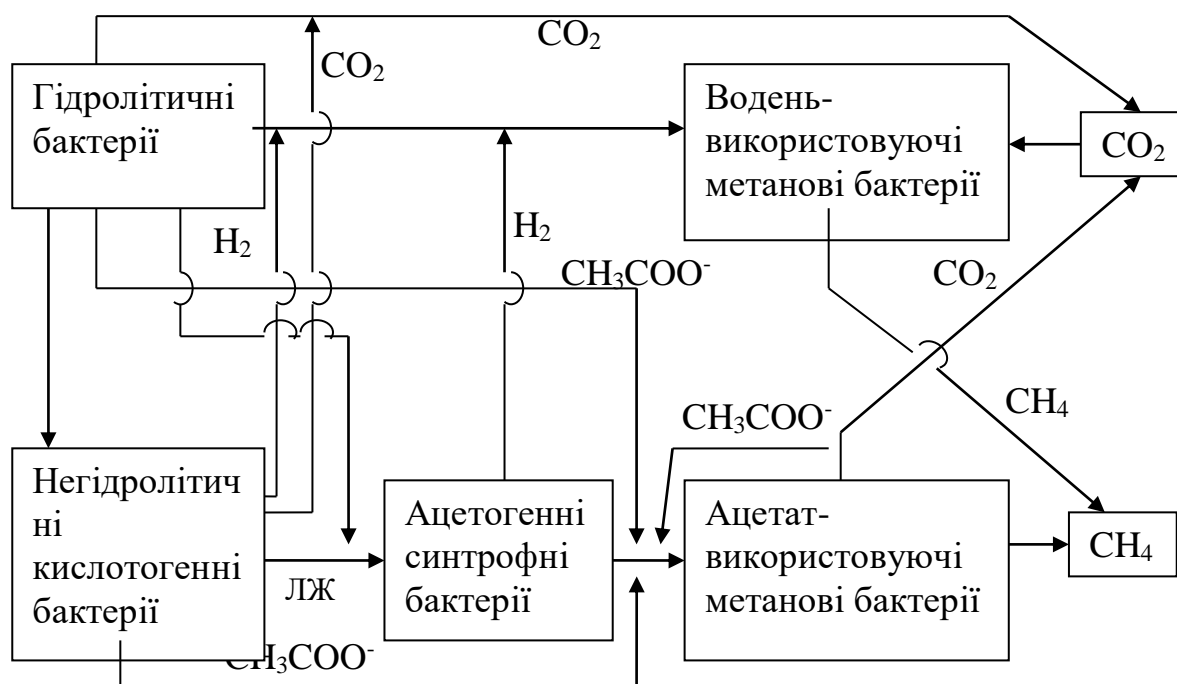 CO₂
CO₂
Гідролітичні
бактерії
Водень-
використовуючі
метанові бактерії
CO₂
H₂
H₂
CH₃COO⁻
CO₂
CH₄
CH₃COO⁻
Негідролітич
ні
кислотогенні
бактерії
ЛЖ
Ацетогенні
синтрофні
бактерії
Ацетат-
використовуючі
метанові бактерії
CH₄
CH₃COO⁻